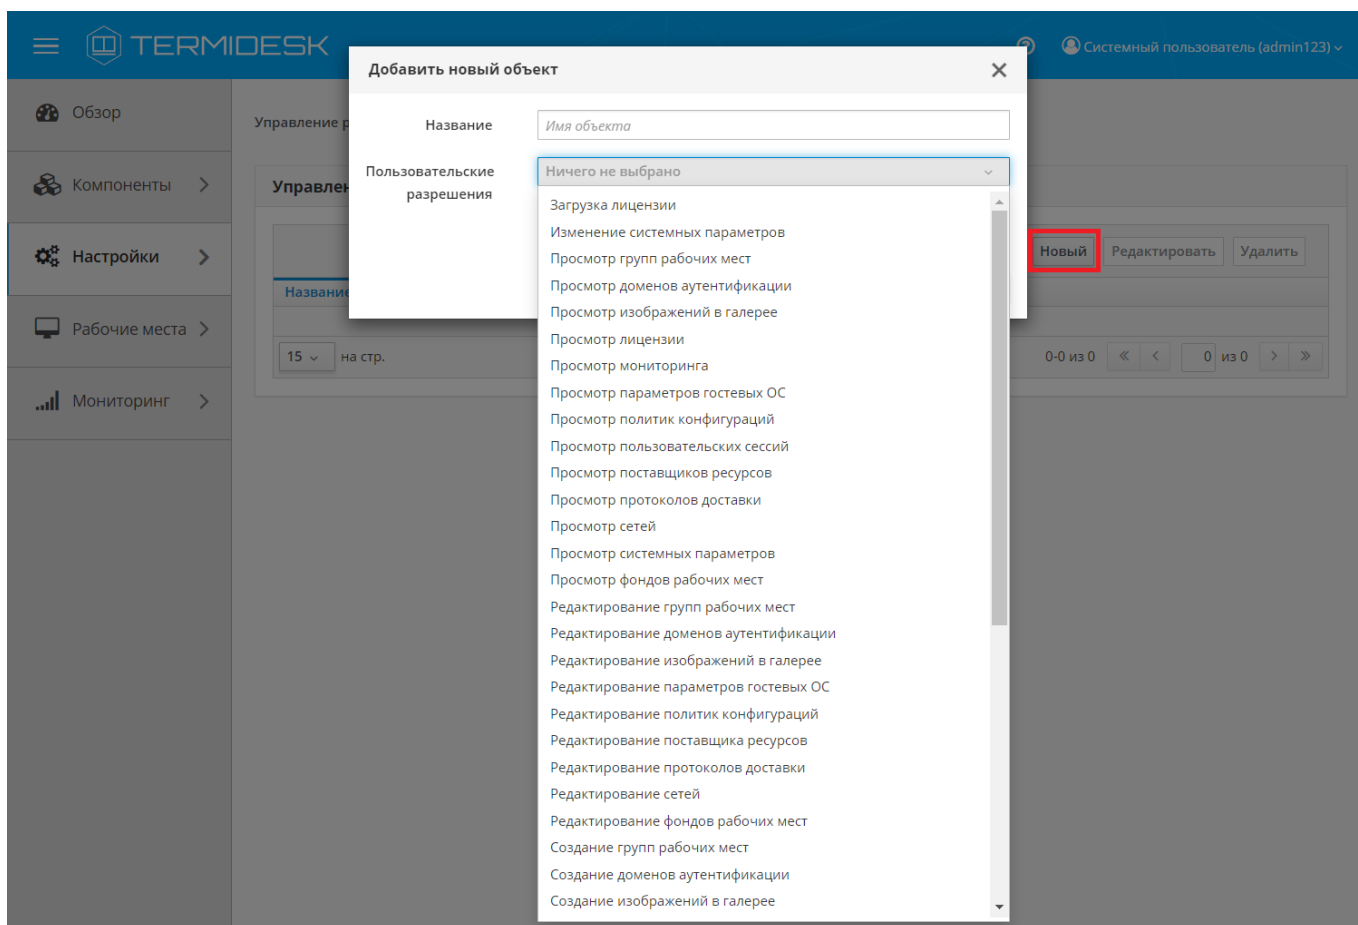 TERMIDESK
Системный пользователь (admin123)
Добавить новый объект
Обзор
Компоненты
Настройки
Рабочие места
Мониторинг
Управление р
Управлен
Название
Имя объекта
Пользовательские
разрешения
Ничего не выбрано
Загрузка лицензии
Изменение системных параметров
Просмотр групп рабочих мест
Просмотр доменов аутентификации
Просмотр изображений в галерее
Просмотр лицензии
Просмотр мониторинга
Просмотр параметров гостевых ОС
Просмотр политик конфигураций
Просмотр пользовательских сессий
Просмотр поставщиков ресурсов
Просмотр протоколов доставки
Просмотр сетей
Просмотр системных параметров
Просмотр фондов рабочих мест
Редактирование групп рабочих мест
Редактирование доменов аутентификации
Редактирование изображений в галерее
Редактирование параметров гостевых ОС
Редактирование политик конфигураций
Редактирование поставщика ресурсов
Редактирование протоколов доставки
Редактирование сетей
Редактирование фондов рабочих мест
Создание групп рабочих мест
Создание доменов аутентификации
Создание изображений в галерее
Новый Редактировать Удалить
Название
15 на стр.
0-0 из 0 0 из 0